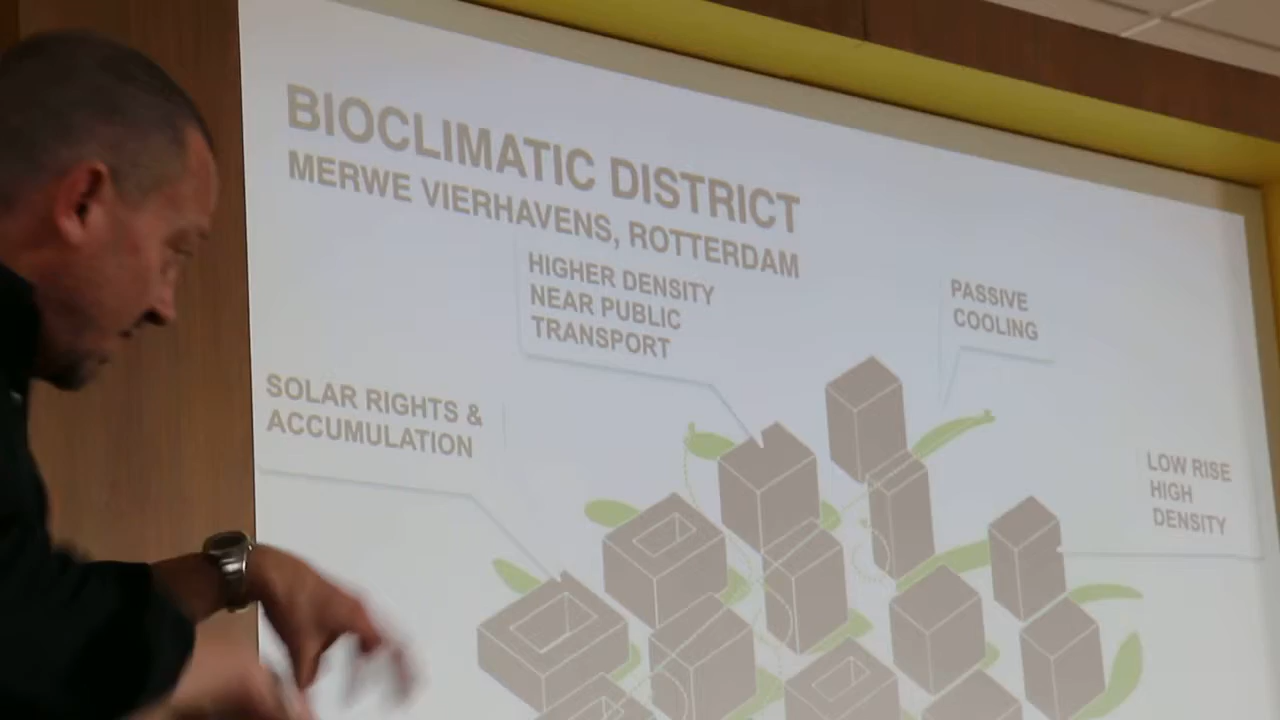 BIOCLIMATIC DISTRICT
MERWE VIERHAVENS, ROTTERDAM
HIGHER DENSITY
NEAR PUBLIC
TRANSPORT
PASSIVE
COOLING
SOLAR RIGHTS &
ACCUMULATION
LOW RISE
HIGH
DENSITY